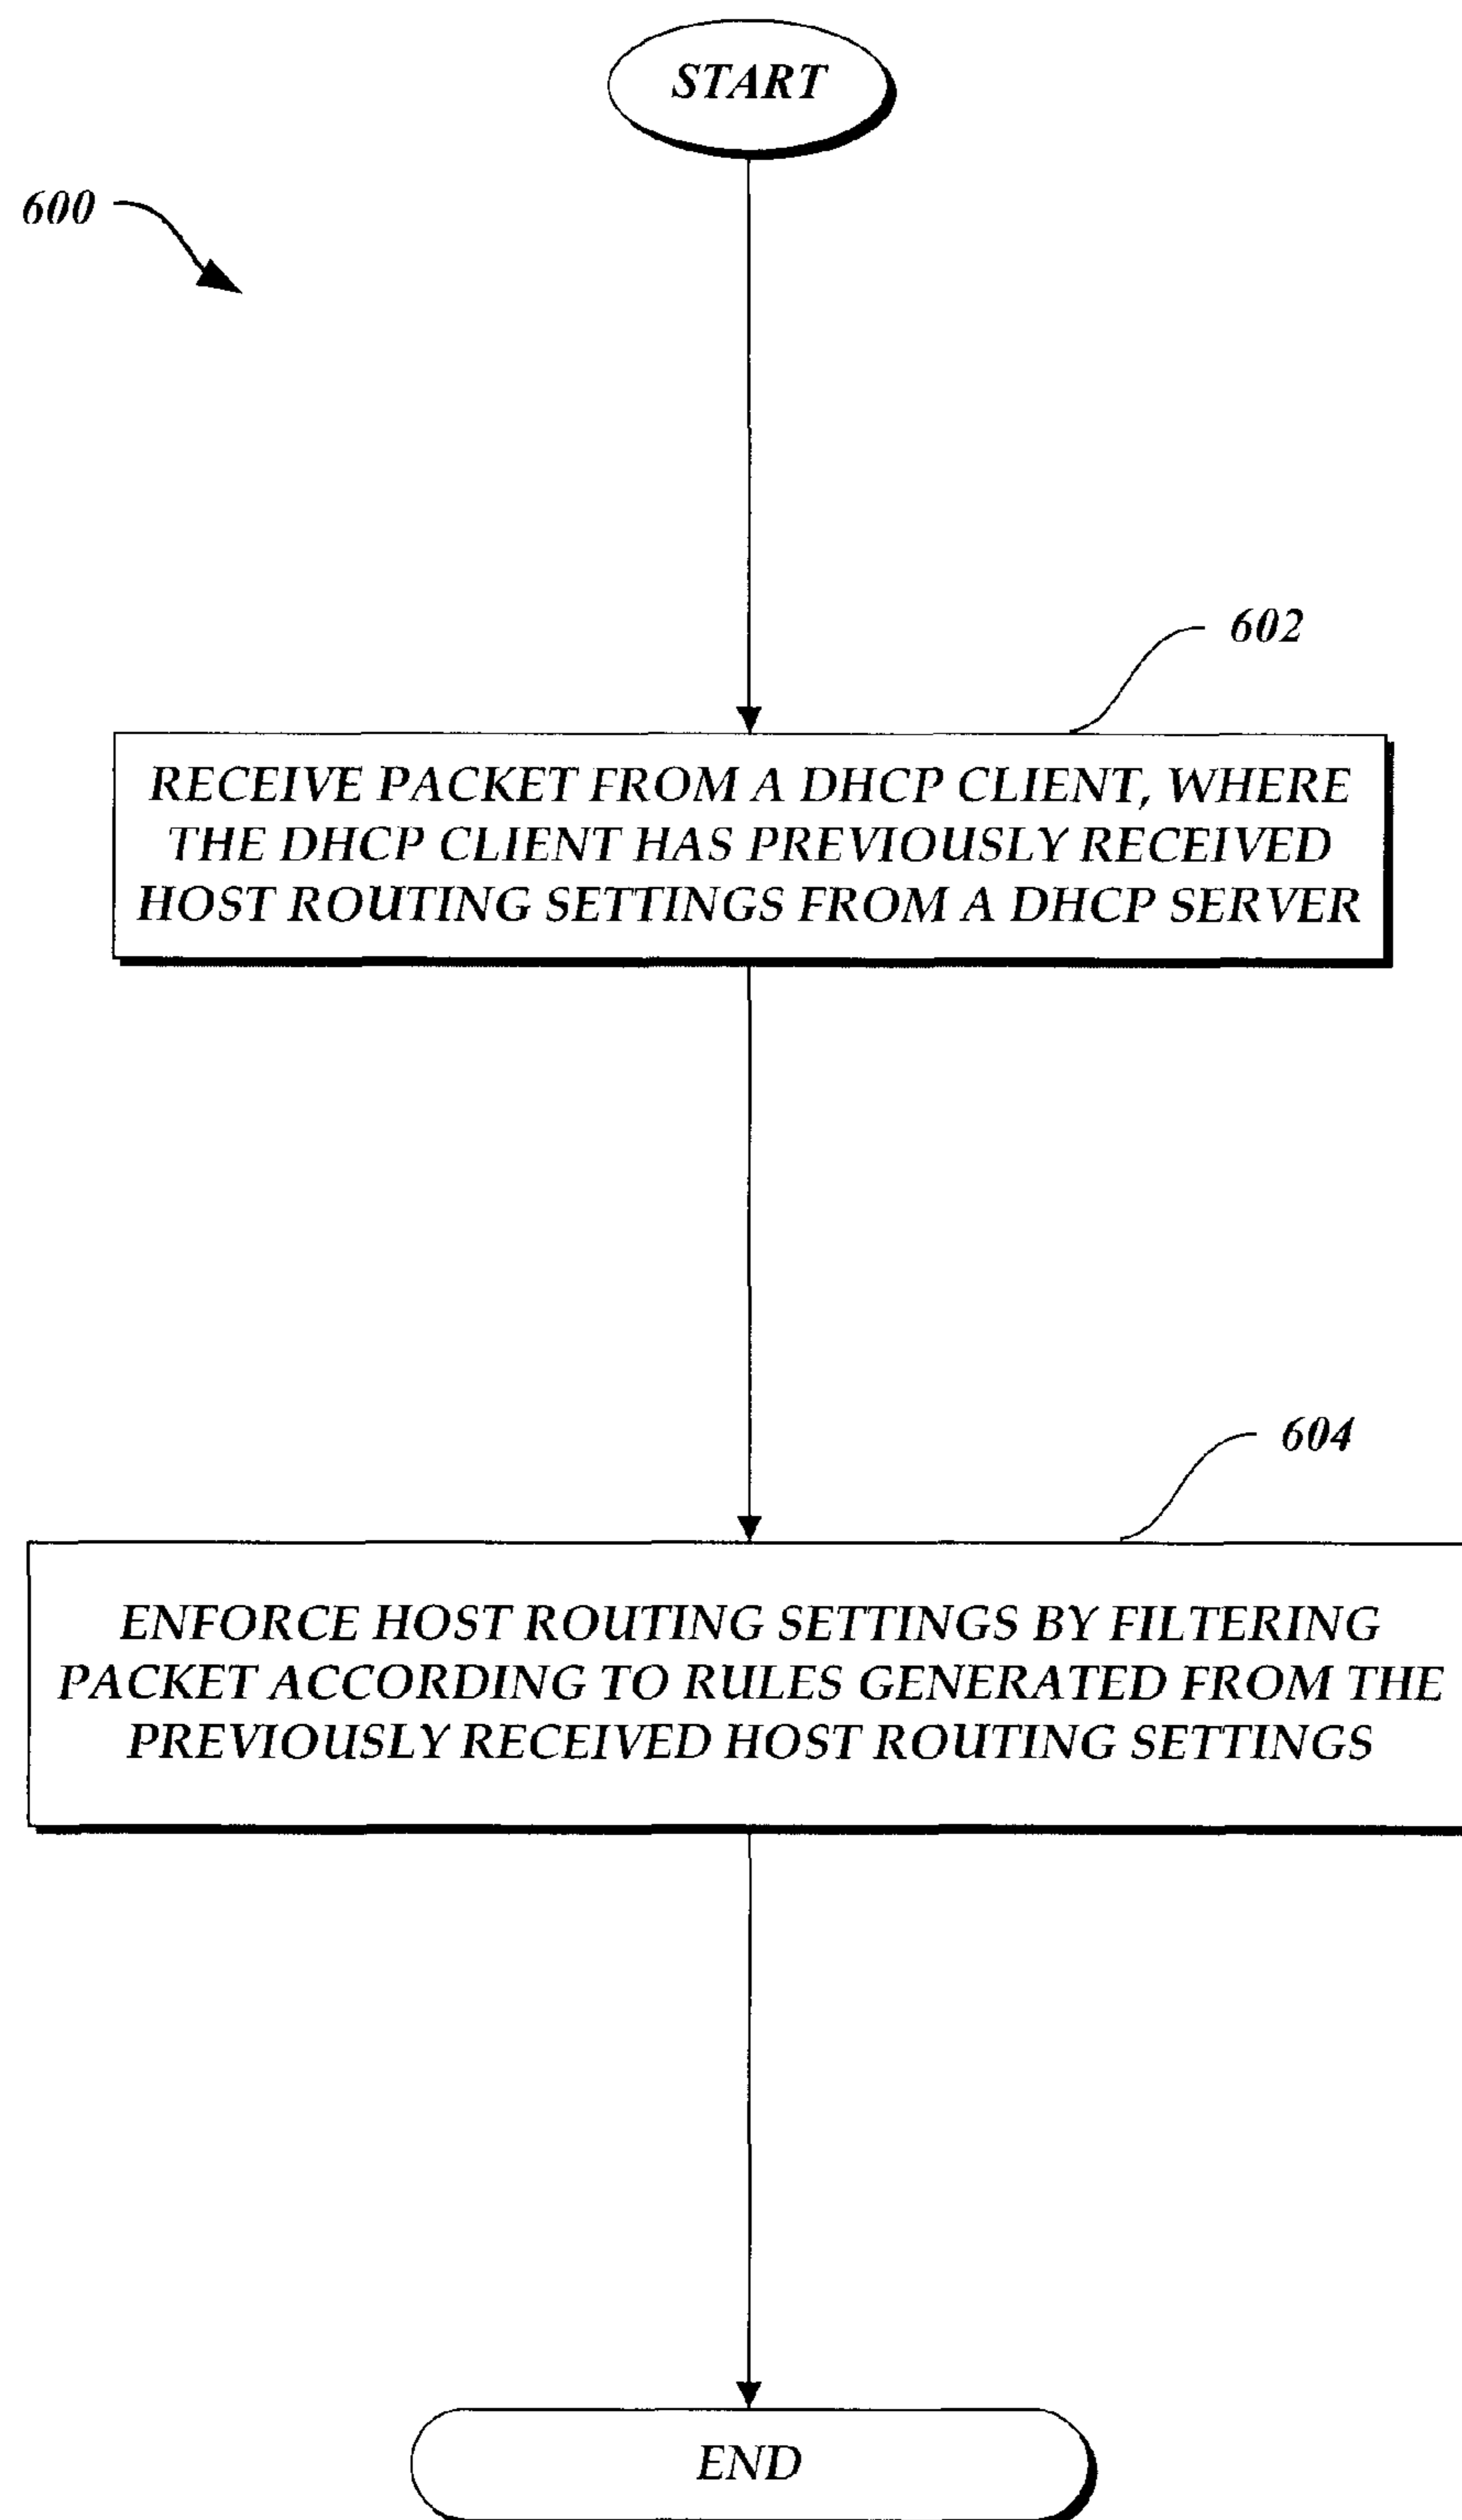 START
600
602
RECEIVE PACKET FROM A DHCP CLIENT, WHERE
THE DHCP CLIENT HAS PREVIOUSLY RECEIVED
HOST ROUTING SETTINGS FROM A DHCP SERVER
604
ENFORCE HOST ROUTING SETTINGS BY FILTERING
PACKET ACCORDING TO RULES GENERATED FROM THE
PREVIOUSLY RECEIVED HOST ROUTING SETTINGS
END